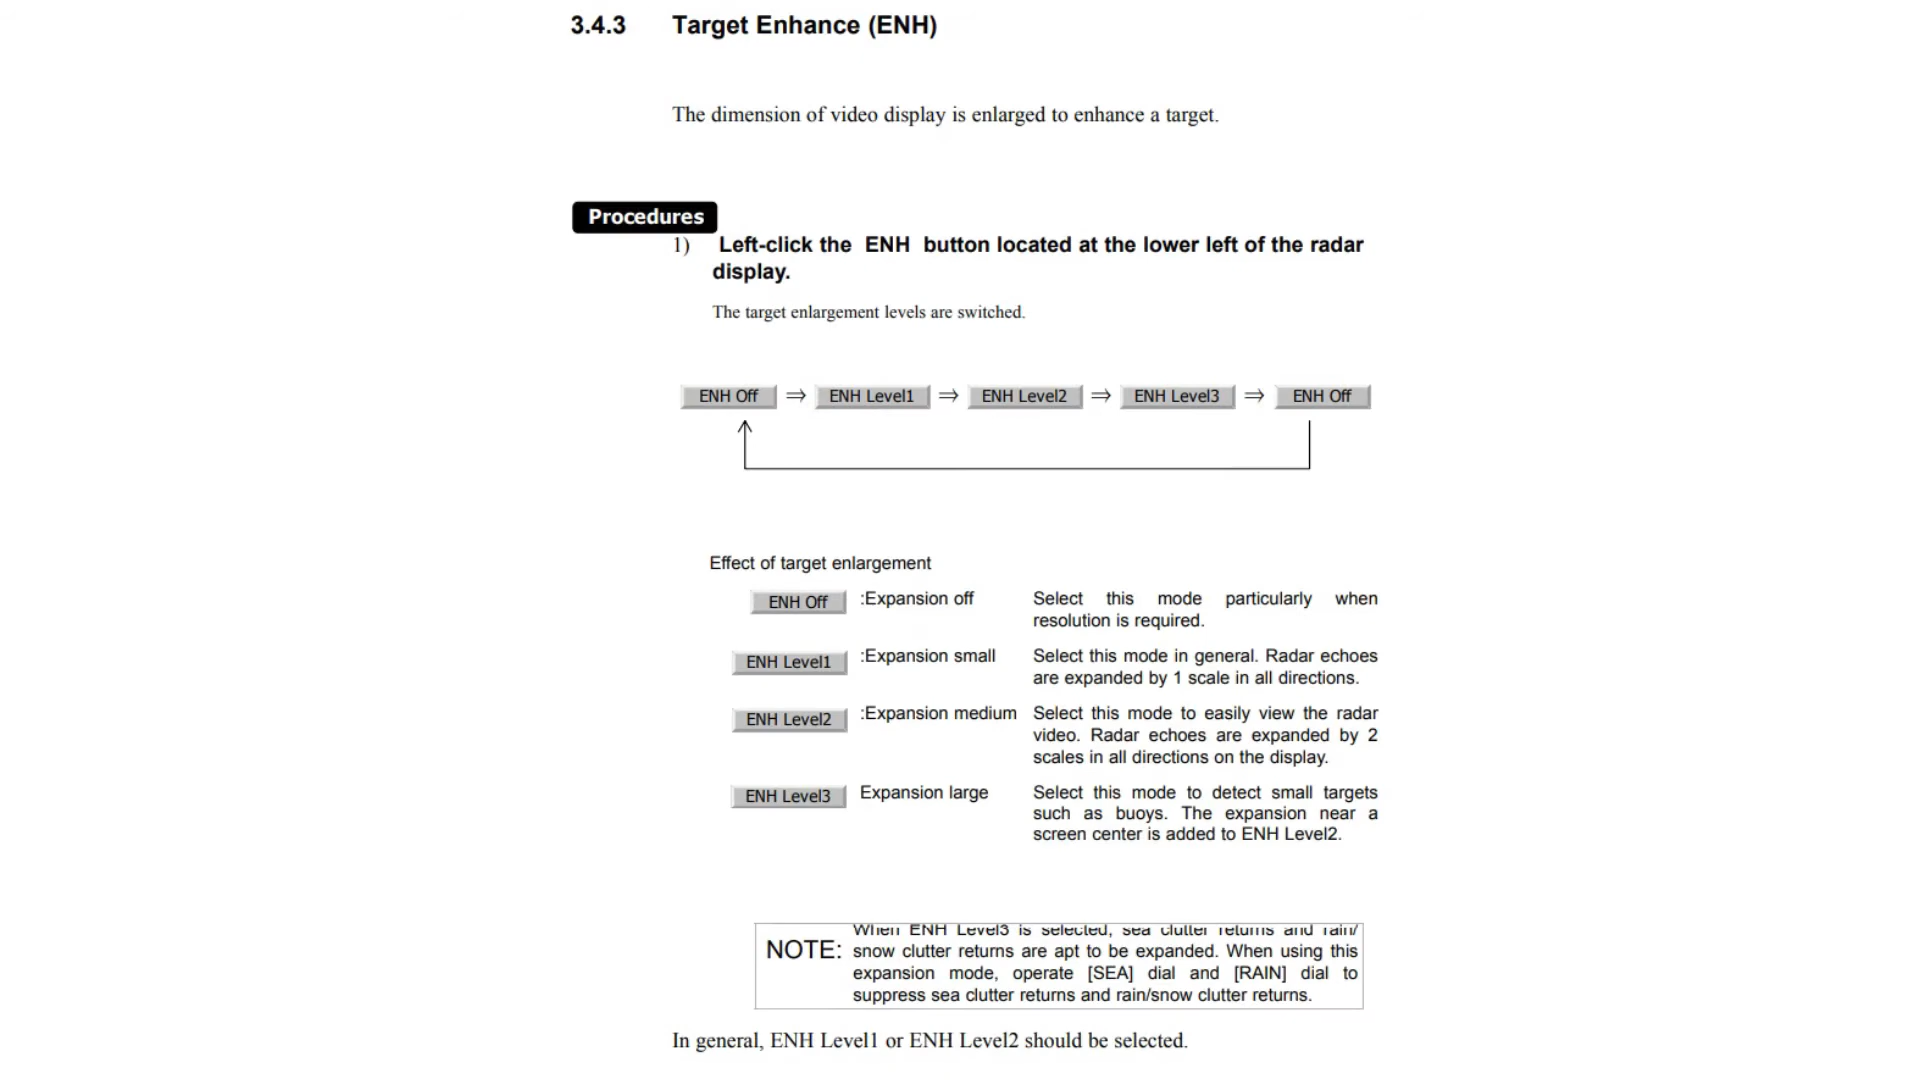 3.4.3 Target Enhance (ENH)
The dimension of video display is enlarged to enhance a target.
Procedures
1) Left-click the ENH button located at the lower left of the radar
display.
The target enlargement levels are switched.
ENH Off ⇒ ENH Level1 ⇒ ENH Level2 ⇒ ENH Level3 ⇒ ENH Off
Effect of target enlargement
ENH Off :Expansion off Select this mode particularly when
resolution is required.
ENH Level1 :Expansion small Select this mode in general. Radar echoes
are expanded by 1 scale in all directions.
ENH Level2 :Expansion medium Select this mode to easily view the radar
video. Radar echoes are expanded by 2
scales in all directions on the display.
ENH Level3 Expansion large Select this mode to detect small targets
such as buoys. The expansion near a
screen center is added to ENH Level2.
When ENH Level3 is selected, sea clutter returns and rain/
NOTE: snow clutter returns are apt to be expanded. When using this
expansion mode, operate [SEA] dial and [RAIN] dial to
suppress sea clutter returns and rain/snow clutter returns.
In general, ENH Level1 or ENH Level2 should be selected.